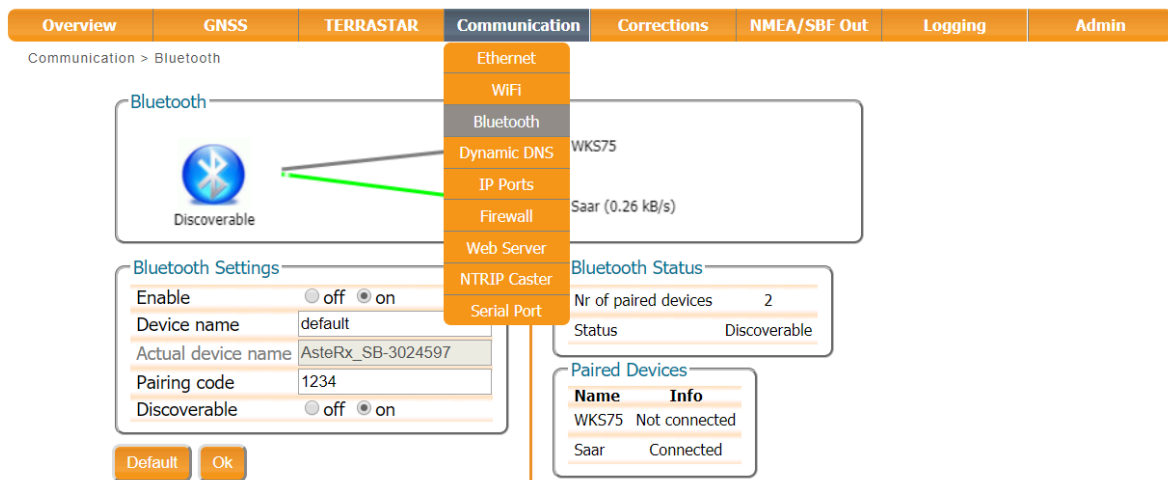 Overview GNSS TERRASTAR Communication Corrections NMEA/SBF Out Logging Admin
Communication > Bluetooth
Ethernet
WiFi
Bluetooth
Dynamic DNS
IP Ports
Firewall
Web Server
NTRIP Caster
Serial Port
Bluetooth
Discoverable
WKS75
Saar (0.26 kB/s)
Bluetooth Settings
Enable off on
Device name default
Actual device name AsteRx_SB-3024597
Pairing code 1234
Discoverable off on
Default Ok
Bluetooth Status
Nr of paired devices 2
Status Discoverable
Paired Devices
Name Info
WKS75 Not connected
Saar Connected